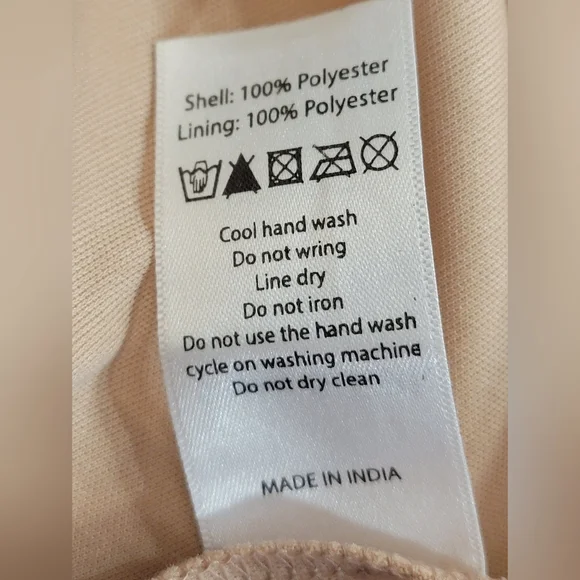 Shell: 100% Polyester
Lining: 100% Polyester
Cool hand wash
Do not wring
Line dry
Do not iron
Do not use the hand wash
cycle on washing machine
Do not dry clean
MADE IN INDIA